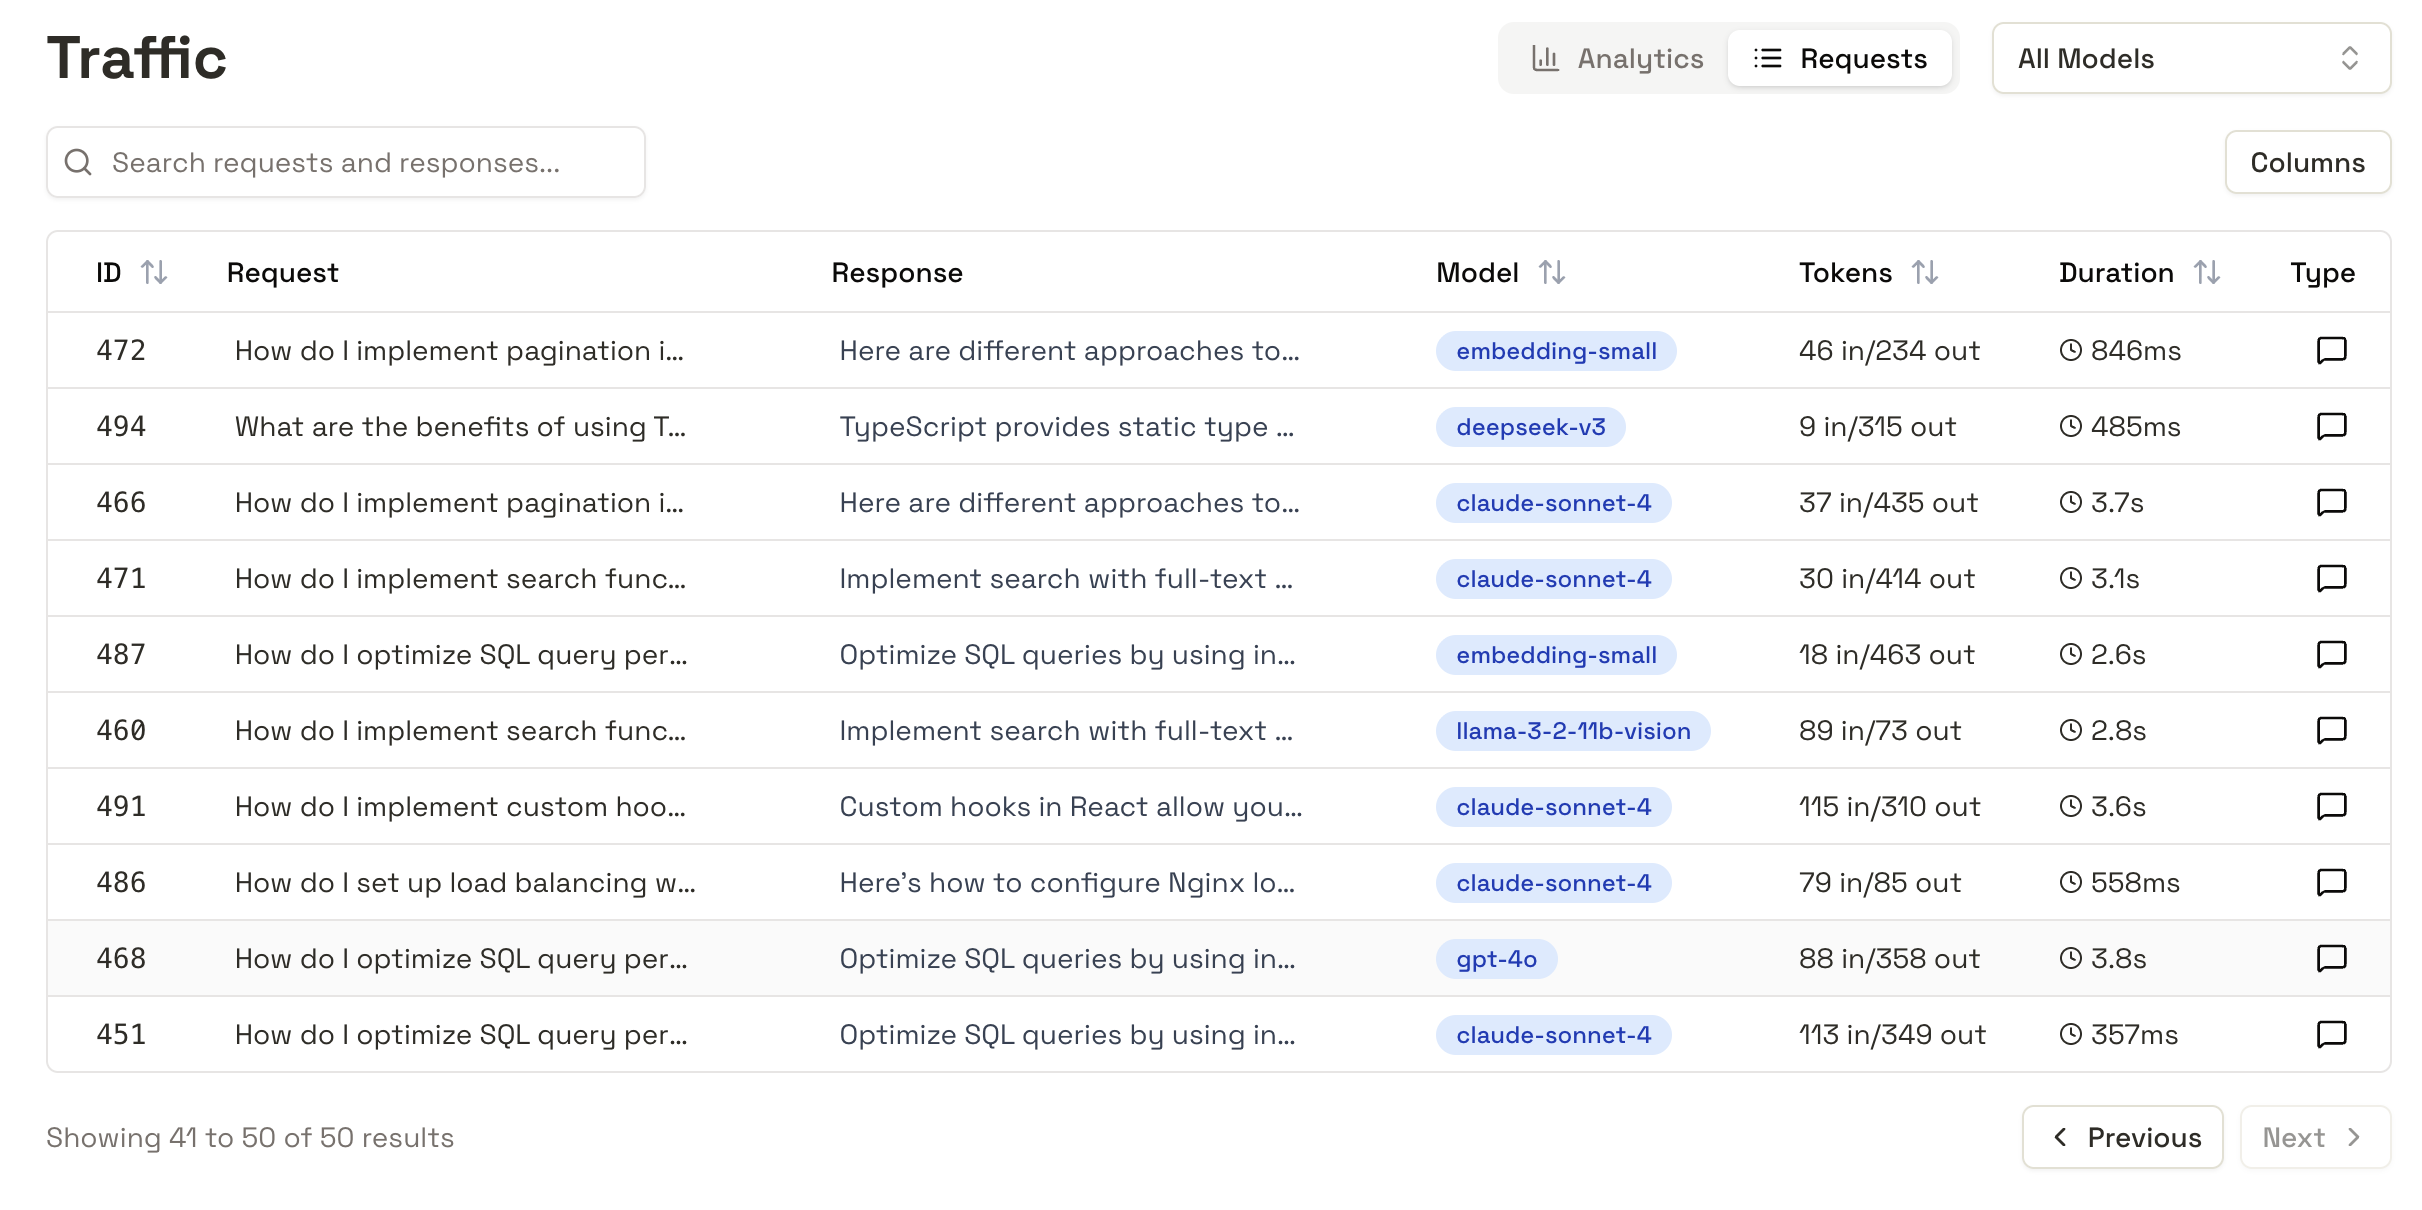 Traffic
Analytics
Requests
All Models
Search requests and responses...
Columns
ID Request Response Model Tokens Duration Type
472 How do I implement pagination i... Here are different approaches to... embedding-small 46 in/234 out 846ms
494 What are the benefits of using T... TypeScript provides static type ... deepseek-v3 9 in/315 out 485ms
466 How do I implement pagination i... Here are different approaches to... claude-sonnet-4 37 in/435 out 3.7s
471 How do I implement search func... Implement search with full-text ... claude-sonnet-4 30 in/414 out 3.1s
487 How do I optimize SQL query per... Optimize SQL queries by using in... embedding-small 18 in/463 out 2.6s
460 How do I implement search func... Implement search with full-text ... llama-3-2-11b-vision 89 in/73 out 2.8s
491 How do I implement custom hoo... Custom hooks in React allow you... claude-sonnet-4 115 in/310 out 3.6s
486 How do I set up load balancing w... Here's how to configure Nginx lo... claude-sonnet-4 79 in/85 out 558ms
468 How do I optimize SQL query per... Optimize SQL queries by using in... gpt-4o 88 in/358 out 3.8s
451 How do I optimize SQL query per... Optimize SQL queries by using in... claude-sonnet-4 113 in/349 out 357ms
Showing 41 to 50 of 50 results
Previous
Next